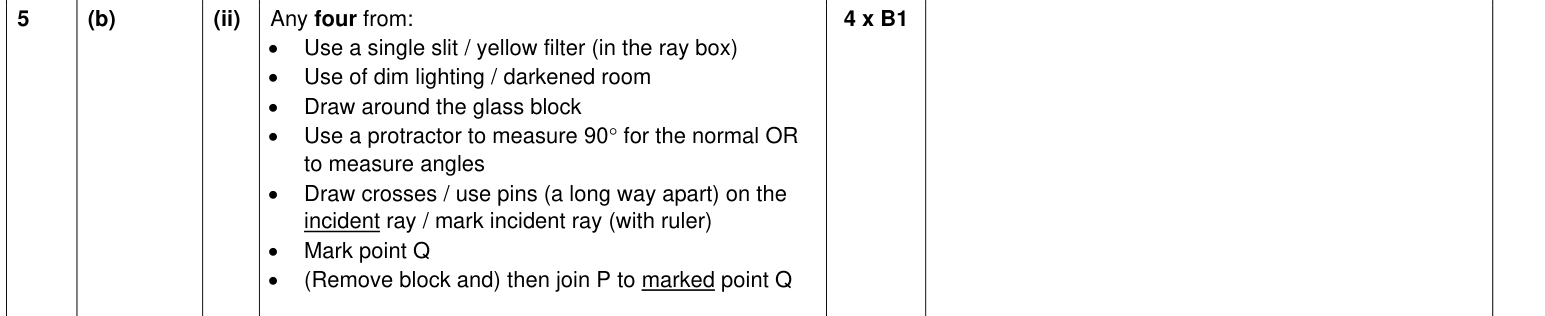 5 (b) (ii) Any four from: 4 x B1
• Use a single slit / yellow filter (in the ray box)
• Use of dim lighting / darkened room
• Draw around the glass block
• Use a protractor to measure 90° for the normal OR
to measure angles
• Draw crosses / use pins (a long way apart) on the
incident ray / mark incident ray (with ruler)
• Mark point Q
• (Remove block and) then join P to marked point Q